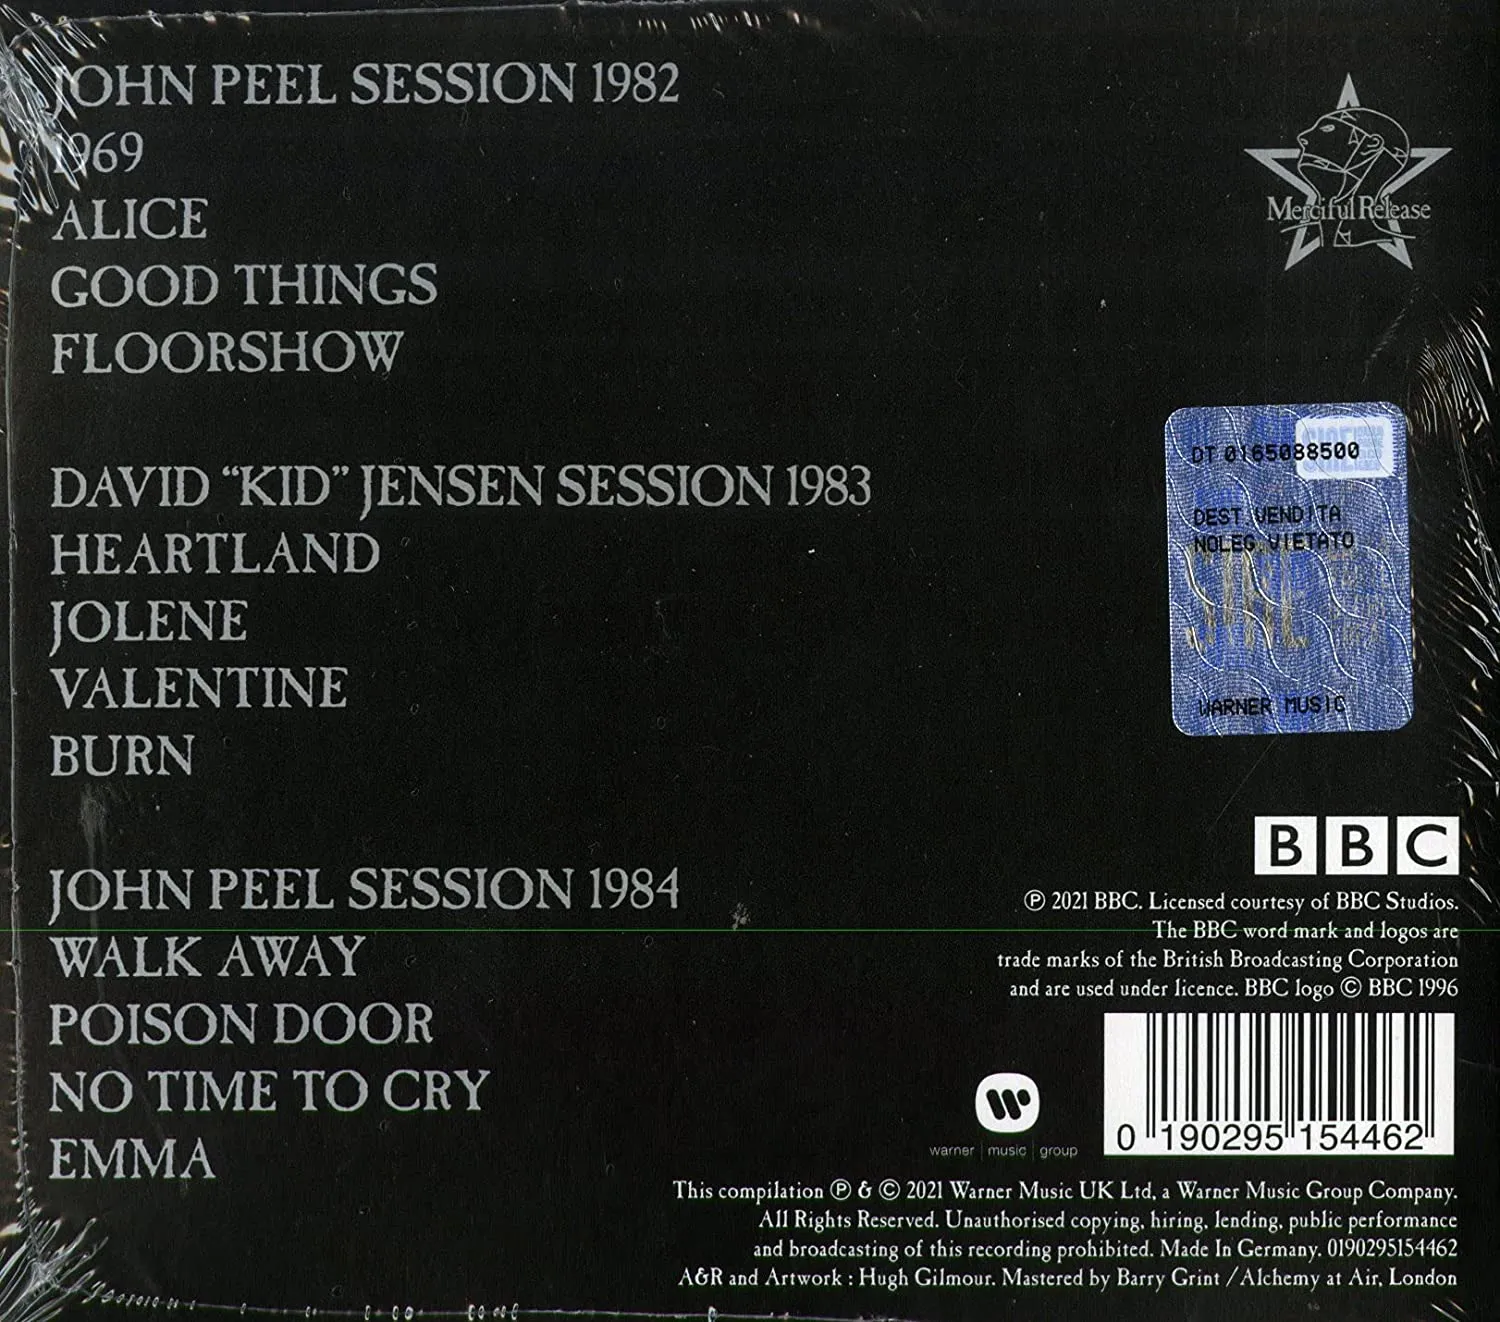 JOHN PEEL SESSION 1982
1969
ALICE
GOOD THINGS
FLOORSHOW
Merciful Release
DAVID “KID” JENSEN SESSION 1983
HEARTLAND
JOLENE
VALENTINE
BURN
DT 0165088500
DEST.VENDITA
NOLEG.VIETATO
WARNER MUSIC
JOHN PEEL SESSION 1984
WALK AWAY
POISON DOOR
NO TIME TO CRY
EMMA
BBC
℗ 2021 BBC. Licensed courtesy of BBC Studios.
The BBC word mark and logos are
trade marks of the British Broadcasting Corporation
and are used under licence. BBC logo © BBC 1996
warner music group
0 190295 154462
This compilation ℗ & © 2021 Warner Music UK Ltd, a Warner Music Group Company.
All Rights Reserved. Unauthorised copying, hiring, lending, public performance
and broadcasting of this recording prohibited. Made In Germany. 0190295154462
A&R and Artwork : Hugh Gilmour. Mastered by Barry Grint / Alchemy at Air, London